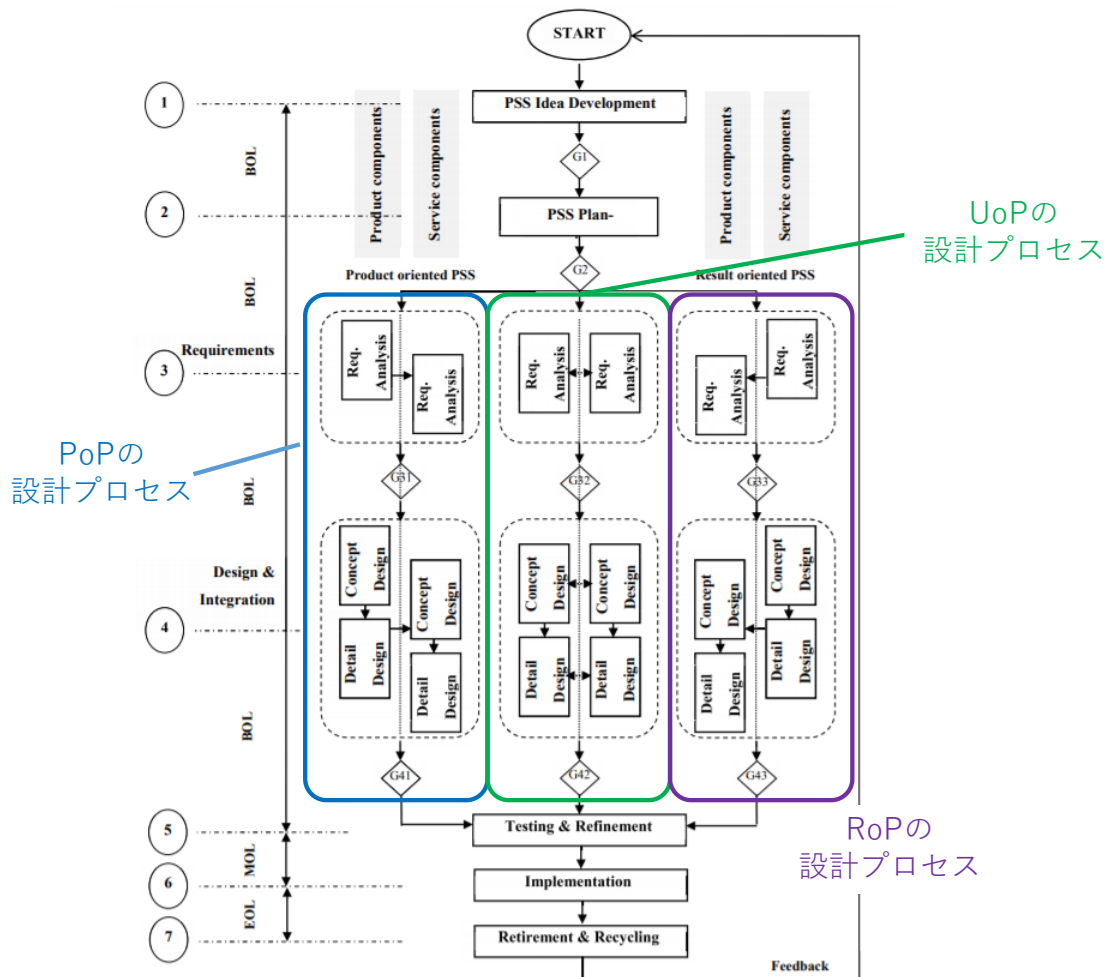 START
1
PSS Idea Development
Product components
Service components
Product components
Service components
BOL
G1
2
PSS Plan-
UoPの
設計プロセス
G2
BOL
Product oriented PSS
Result oriented PSS
Requirements
3
Req.
Analysis
Req.
Analysis
Req.
Analysis
Req.
Analysis
Req.
Analysis
Req.
Analysis
PoPの
設計プロセス
BOL
G31
G32
G33
Design &
Integration
4
Concept
Design
Detail
Design
Concept
Design
Detail
Design
Concept
Design
Detail
Design
Concept
Design
Detail
Design
Concept
Design
Detail
Design
Concept
Design
Detail
Design
BOL
G41
G42
G43
5
Testing & Refinement
RoPの
設計プロセス
MOL
6
Implementation
EOL
7
Retirement & Recycling
Feedback